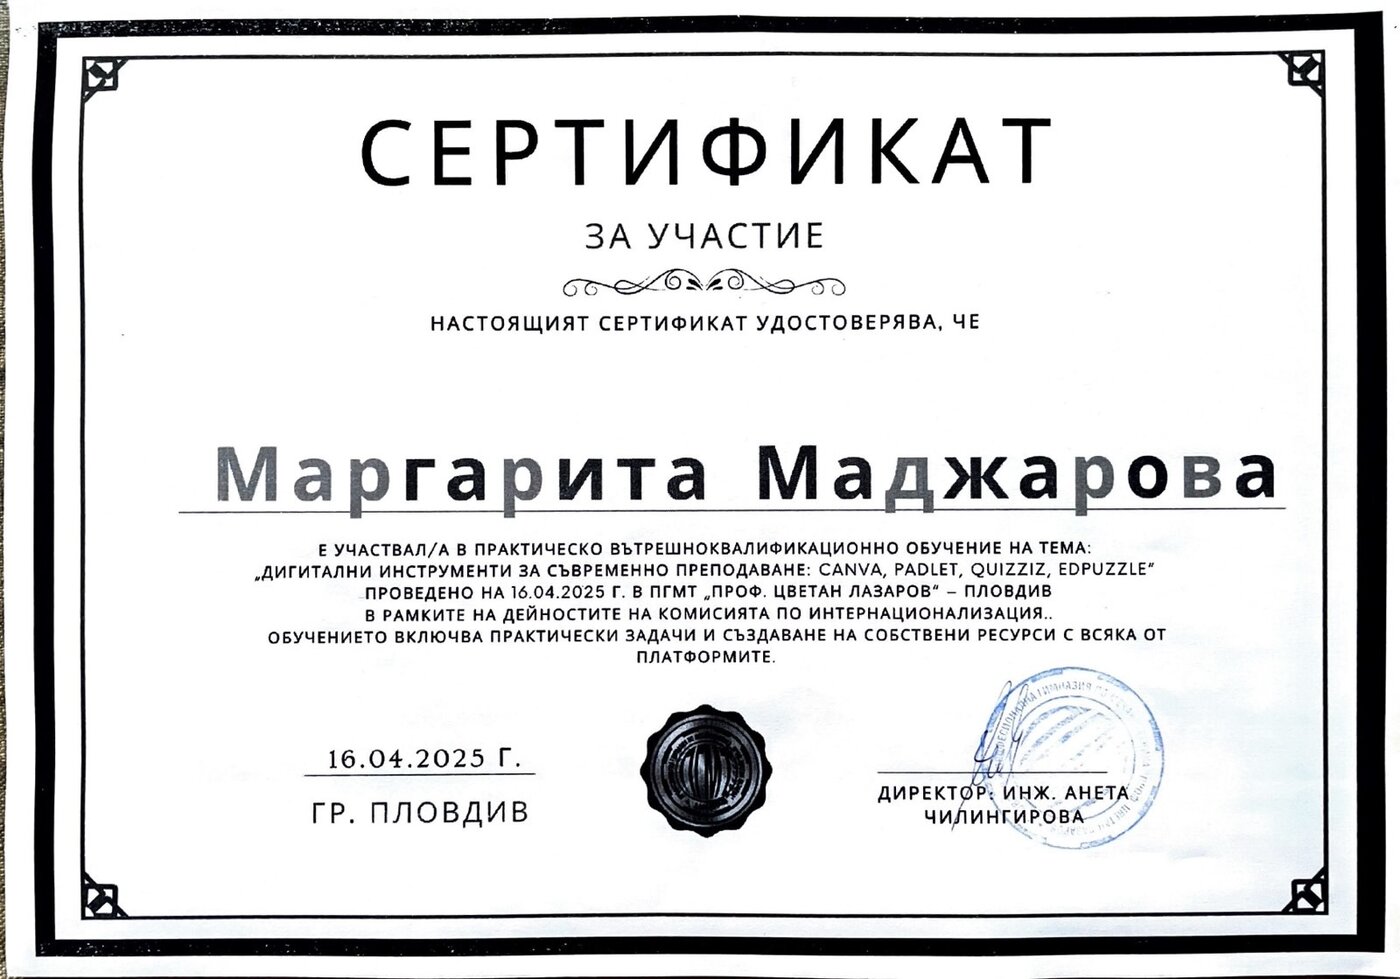 СЕРТИФИКАТ
ЗА УЧАСТИЕ
НАСТОЯЩИЯТ СЕРТИФИКАТ УДОСТОВЕРЯВА, ЧЕ
Маргарита Маджарова
Е УЧАСТВАЛ/А В ПРАКТИЧЕСКО ВЪТРЕШНОКВАЛИФИКАЦИОННО ОБУЧЕНИЕ НА ТЕМА:
„ДИГИТАЛНИ ИНСТРУМЕНТИ ЗА СЪВРЕМЕННО ПРЕПОДАВАНЕ: CANVA, PADLET, QUIZZIZ, EDPUZZLE“
ПРОВЕДЕНО НА 16.04.2025 Г. В ПГМТ „ПРОФ. ЦВЕТАН ЛАЗАРОВ“ – ПЛОВДИВ
В РАМКИТЕ НА ДЕЙНОСТИТЕ НА КОМИСИЯТА ПО ИНТЕРНАЦИОНАЛИЗАЦИЯ..
ОБУЧЕНИЕТО ВКЛЮЧВА ПРАКТИЧЕСКИ ЗАДАЧИ И СЪЗДАВАНЕ НА СОБСТВЕНИ РЕСУРСИ С ВСЯКА ОТ
ПЛАТФОРМИТЕ.
16.04.2025 Г.
ГР. ПЛОВДИВ
ДИРЕКТОР: ИНЖ. АНЕТА
ЧИЛИНГИРОВА